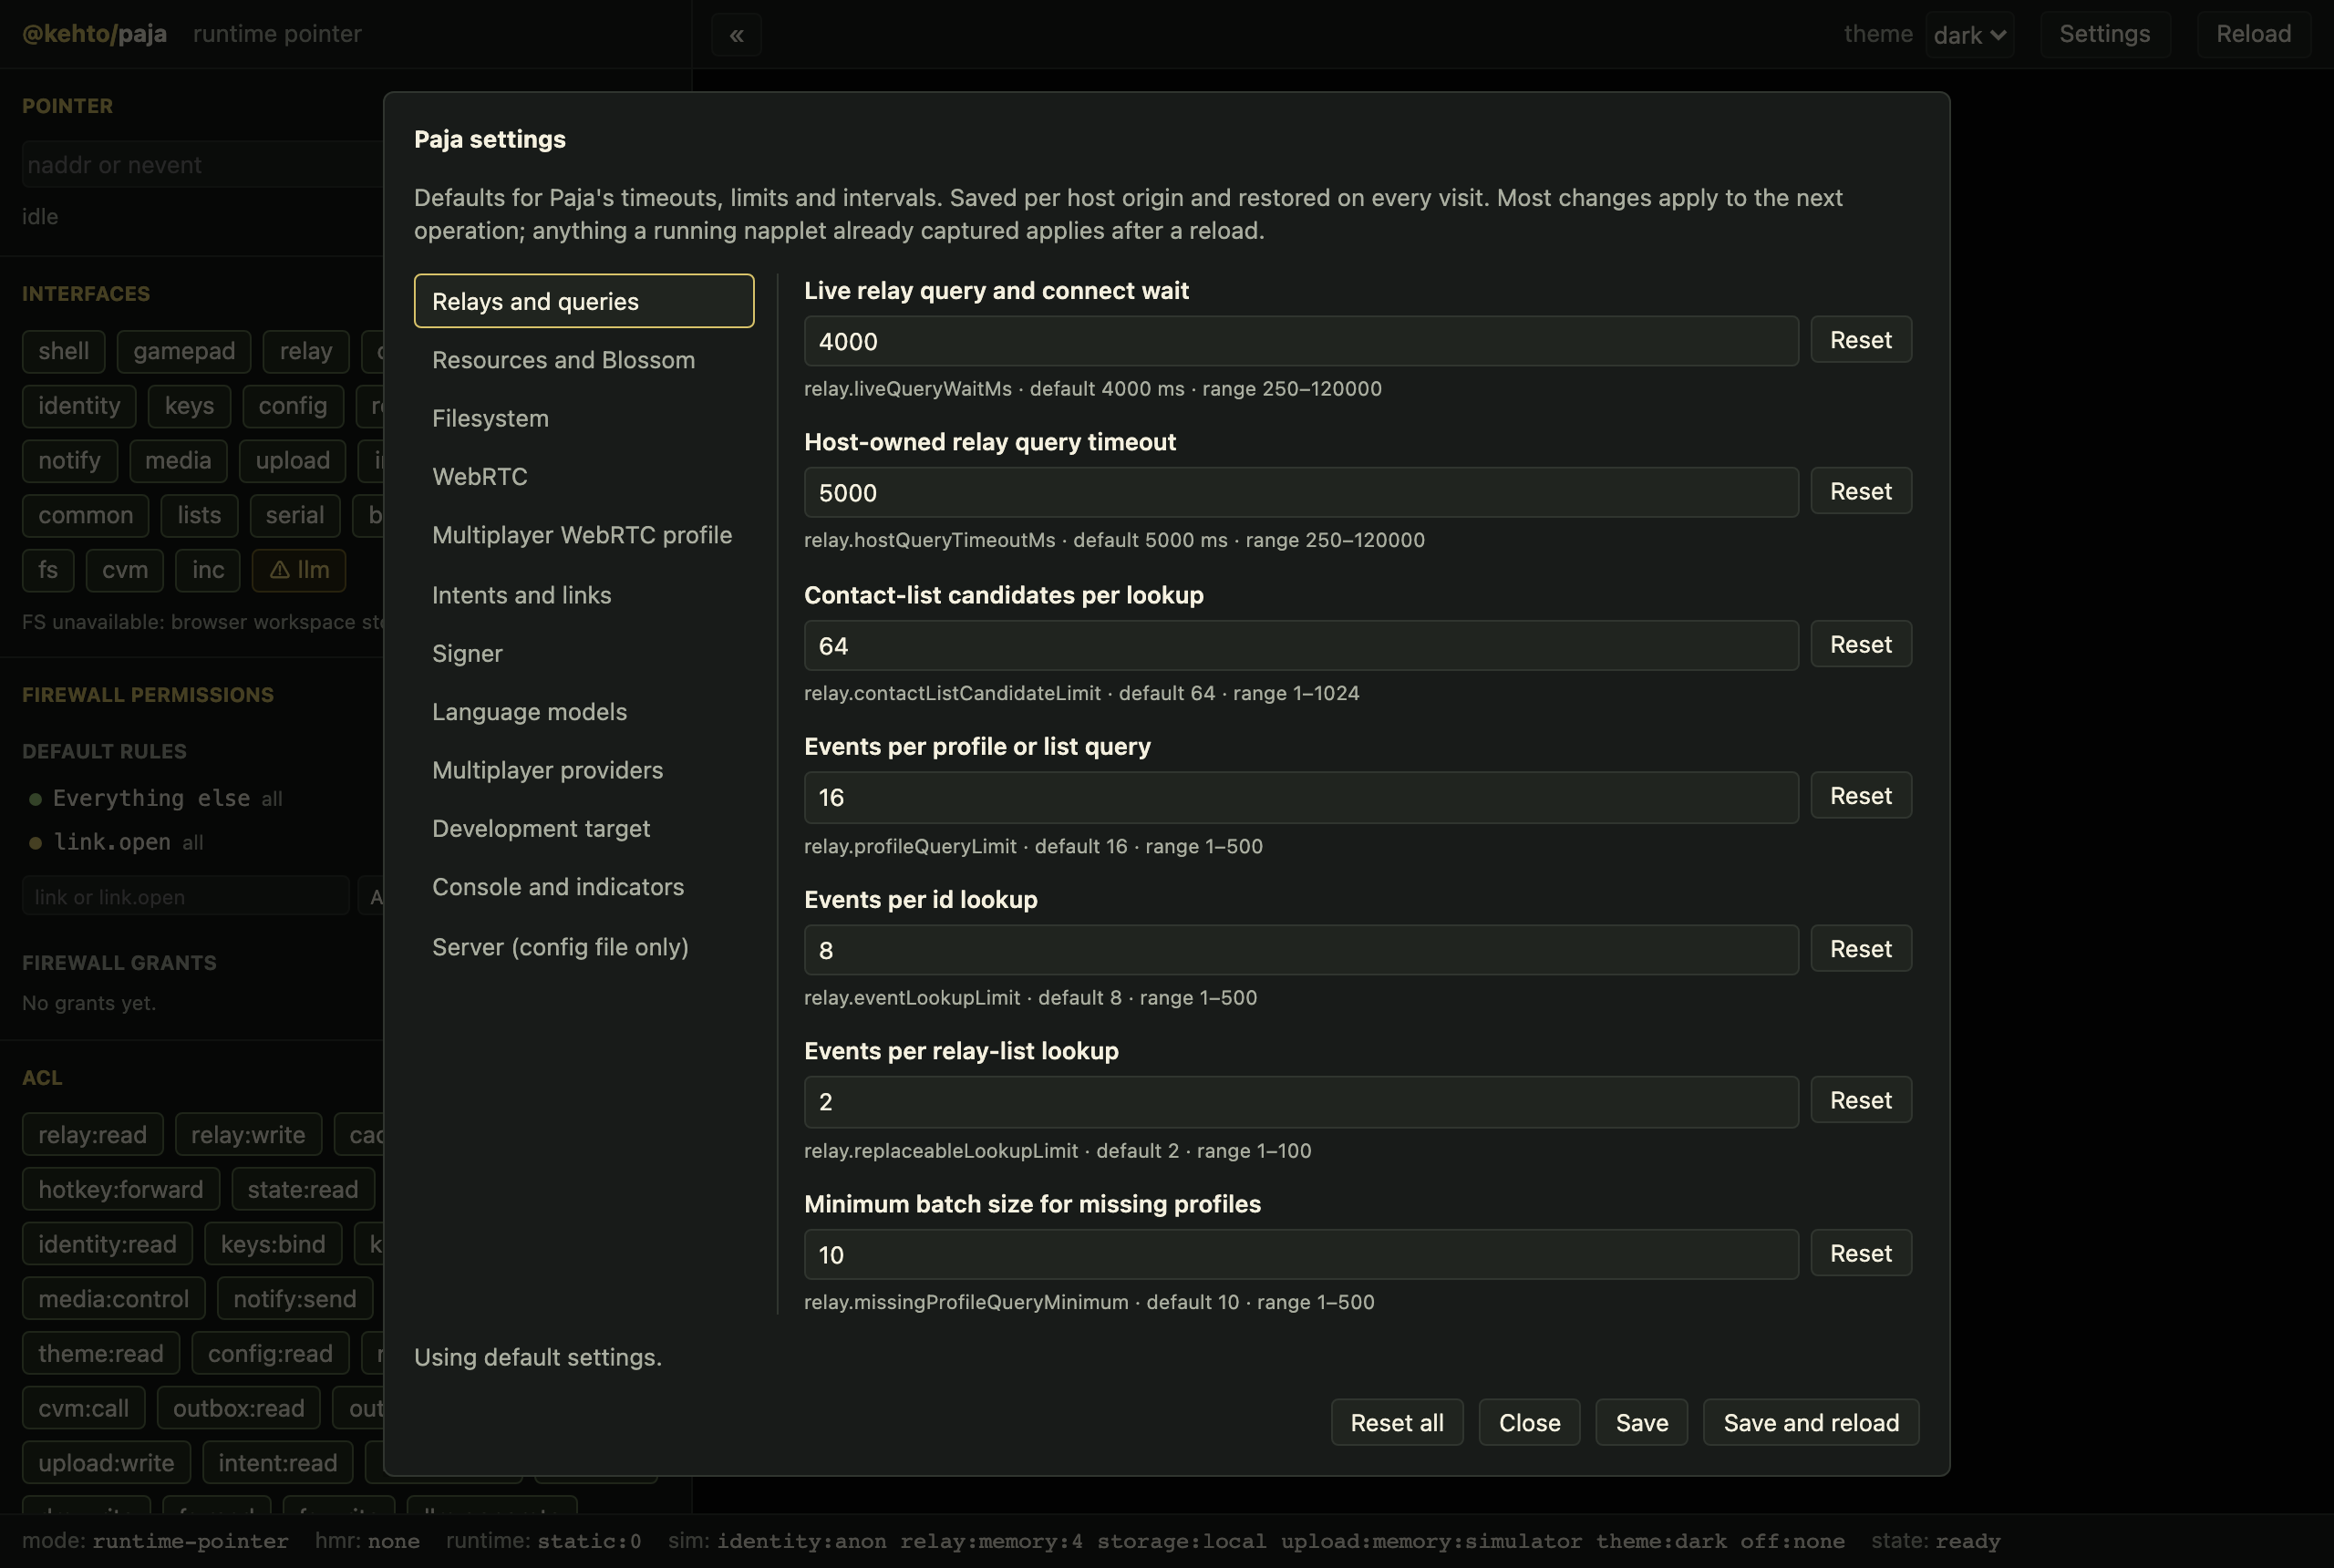 @kehto/paja runtime pointer
« theme dark Settings Reload
POINTER
naddr or nevent
idle
INTERFACES
shell gamepad relay
identity keys config
notify media upload
common lists serial
fs cvm inc ⚠ llm
FS unavailable: browser workspace
FIREWALL PERMISSIONS
DEFAULT RULES
Everything else all
link.open all
link or link.open
FIREWALL GRANTS
No grants yet.
ACL
relay:read relay:write
hotkey:forward state:read
identity:read keys:bind
media:control notify:send
theme:read config:read
cvm:call outbox:read
upload:write intent:read
Paja settings
Defaults for Paja's timeouts, limits and intervals. Saved per host origin and restored on every visit. Most changes apply to the next
operation; anything a running napplet already captured applies after a reload.
Relays and queries
Resources and Blossom
Filesystem
WebRTC
Multiplayer WebRTC profile
Intents and links
Signer
Language models
Multiplayer providers
Development target
Console and indicators
Server (config file only)
Live relay query and connect wait
4000 Reset
relay.liveQueryWaitMs · default 4000 ms · range 250–120000
Host-owned relay query timeout
5000 Reset
relay.hostQueryTimeoutMs · default 5000 ms · range 250–120000
Contact-list candidates per lookup
64 Reset
relay.contactListCandidateLimit · default 64 · range 1–1024
Events per profile or list query
16 Reset
relay.profileQueryLimit · default 16 · range 1–500
Events per id lookup
8 Reset
relay.eventLookupLimit · default 8 · range 1–500
Events per relay-list lookup
2 Reset
relay.replaceableLookupLimit · default 2 · range 1–100
Minimum batch size for missing profiles
10 Reset
relay.missingProfileQueryMinimum · default 10 · range 1–500
Using default settings.
Reset all Close Save Save and reload
mode: runtime-pointer hmr: none runtime: static:0 sim: identity:anon relay:memory:4 storage:local upload:memory:simulator theme:dark off:none state: ready